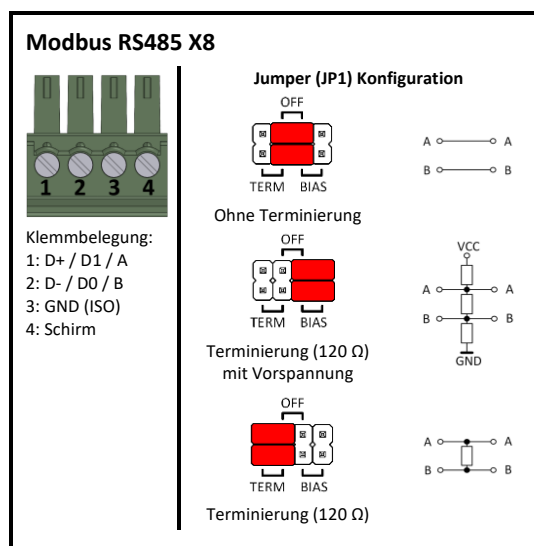 Modbus RS485 X8
1 2 3 4
Klemmbelegung:
1: D+ / D1 / A
2: D- / D0 / B
3: GND (ISO)
4: Schirm
Jumper (JP1) Konfiguration
OFF
TERM BIAS
Ohne Terminierung
A A
B B
OFF
TERM BIAS
Terminierung (120 Ω)
mit Vorspannung
VCC
A A
B B
GND
OFF
TERM BIAS
Terminierung (120 Ω)
A A
B B